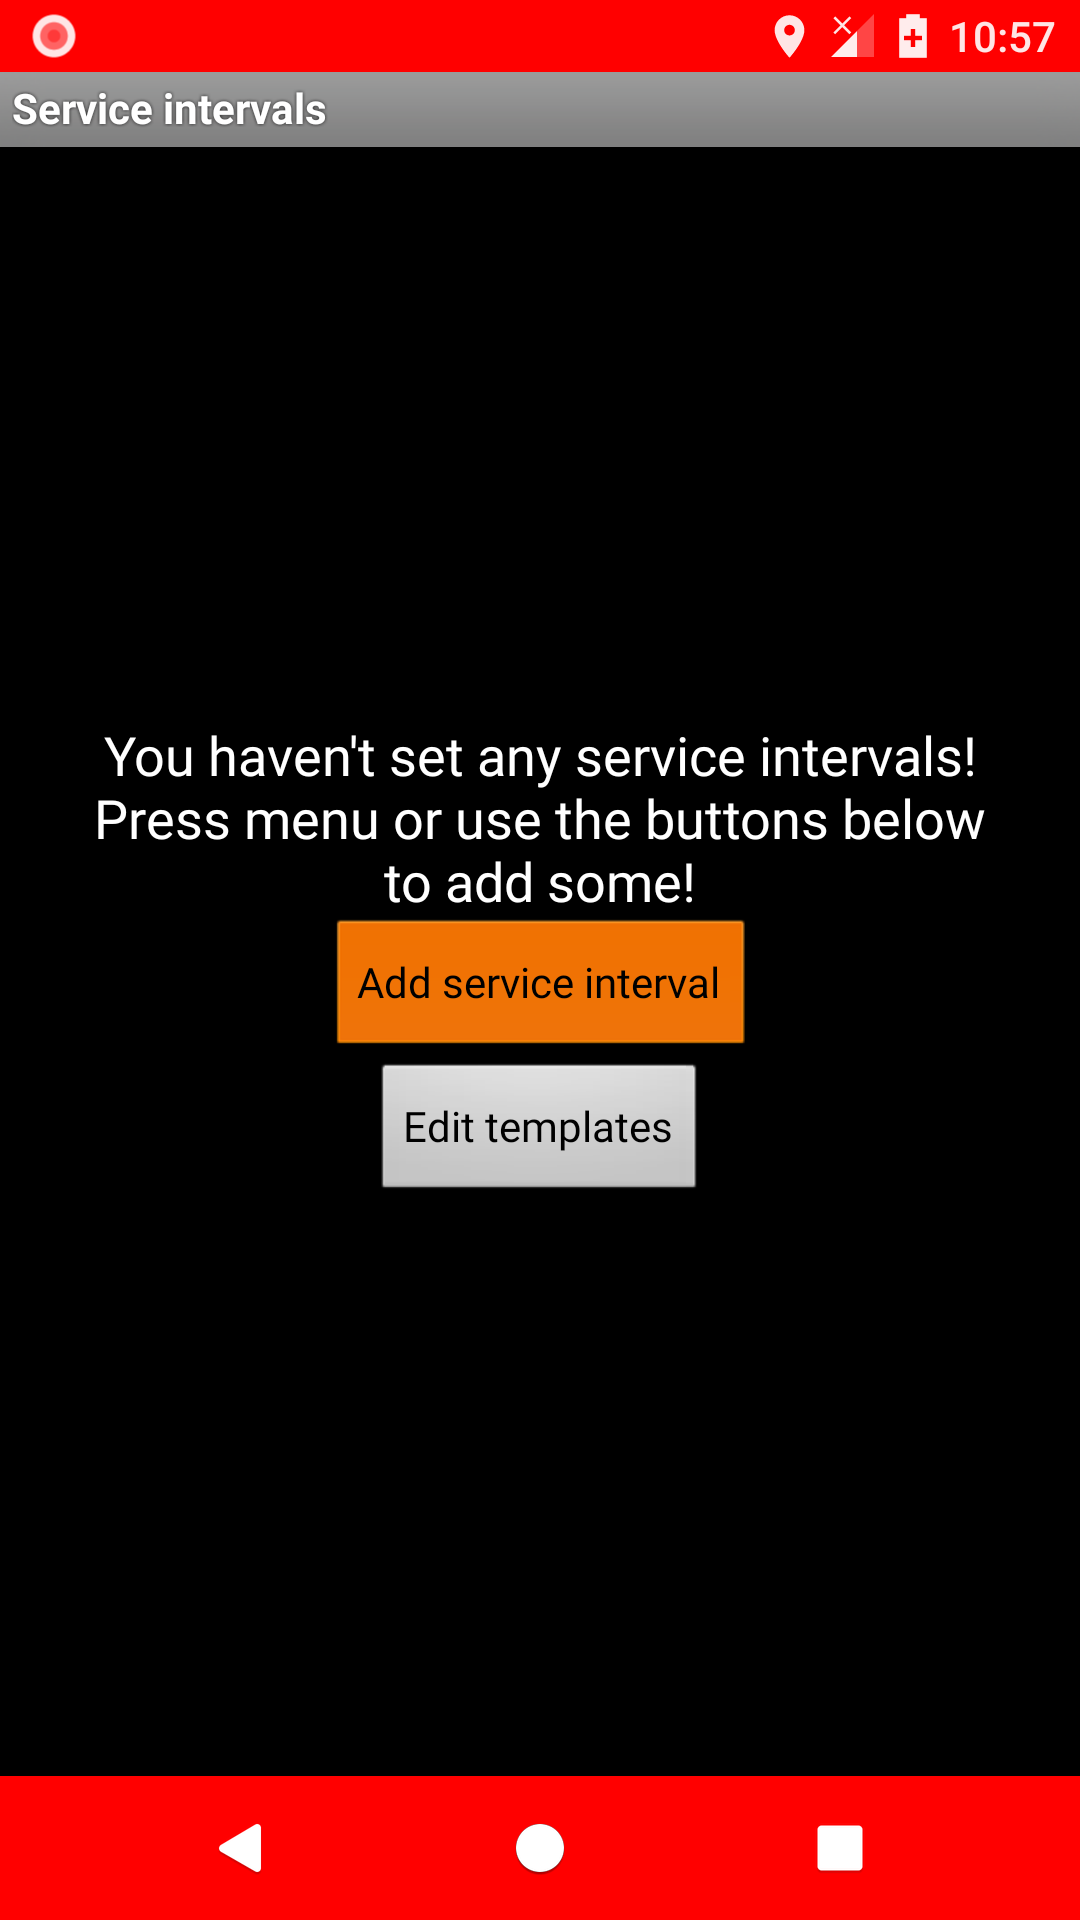 10:57
Service intervals
You haven't set any service intervals!
Press menu or use the buttons below
to add some!
Add service interval
Edit templates